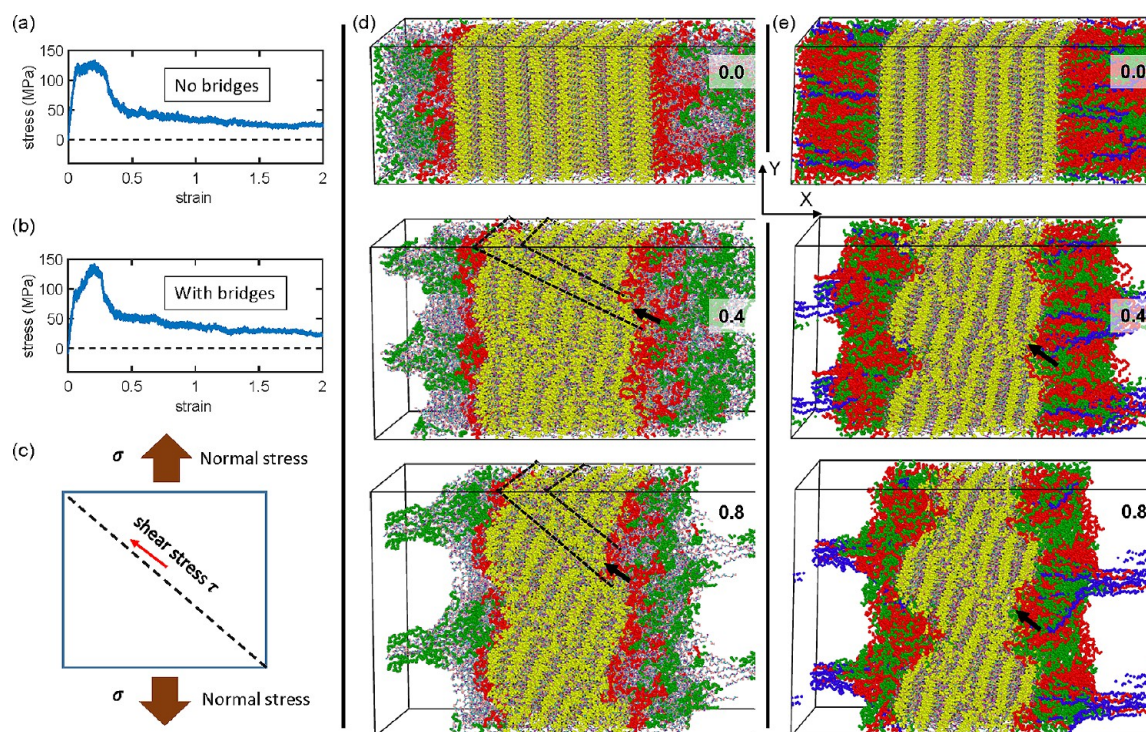 (a)
150
100
50
0
stress (MPa)
No bridges
0
0.5
1
1.5
2
strain
(b)
150
100
50
0
stress (MPa)
With bridges
0
0.5
1
1.5
2
strain
(c)
σ
Normal stress
shear stress τ
σ
Normal stress
(d)
0.0
0.4
0.8
Y
X
(e)
0.0
0.4
0.8